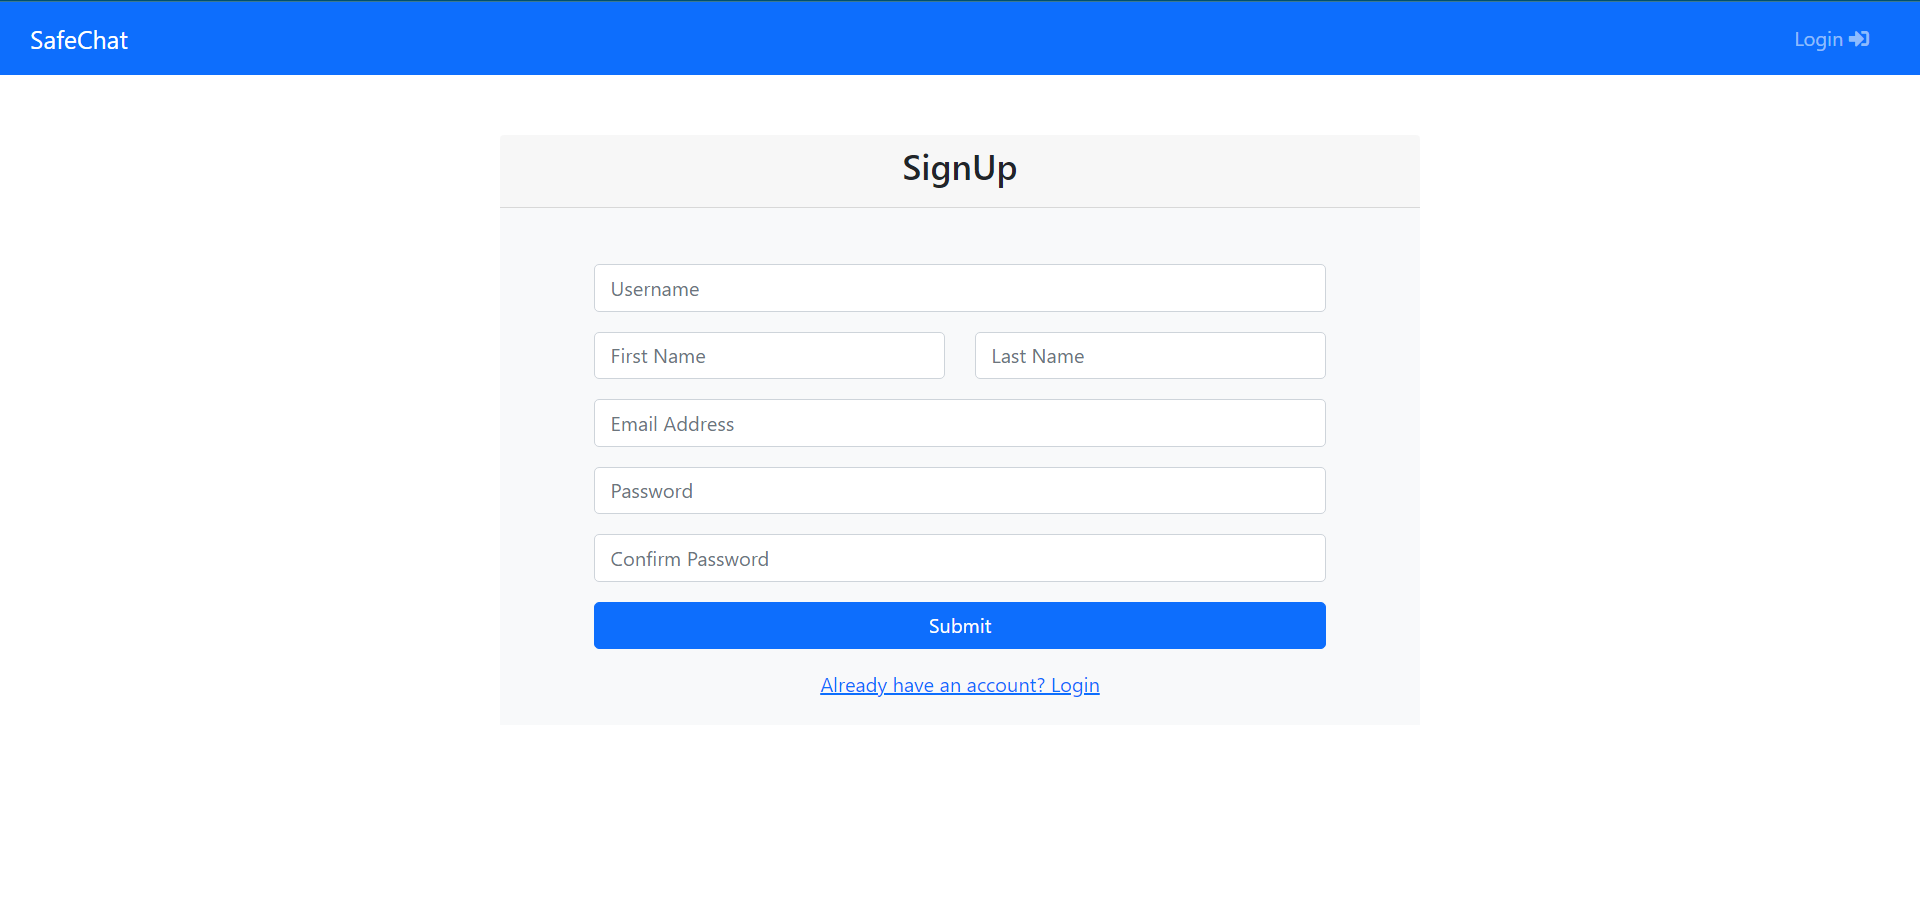 SafeChat
Login
SignUp
Username
First Name
Last Name
Email Address
Password
Confirm Password
Submit
Already have an account? Login